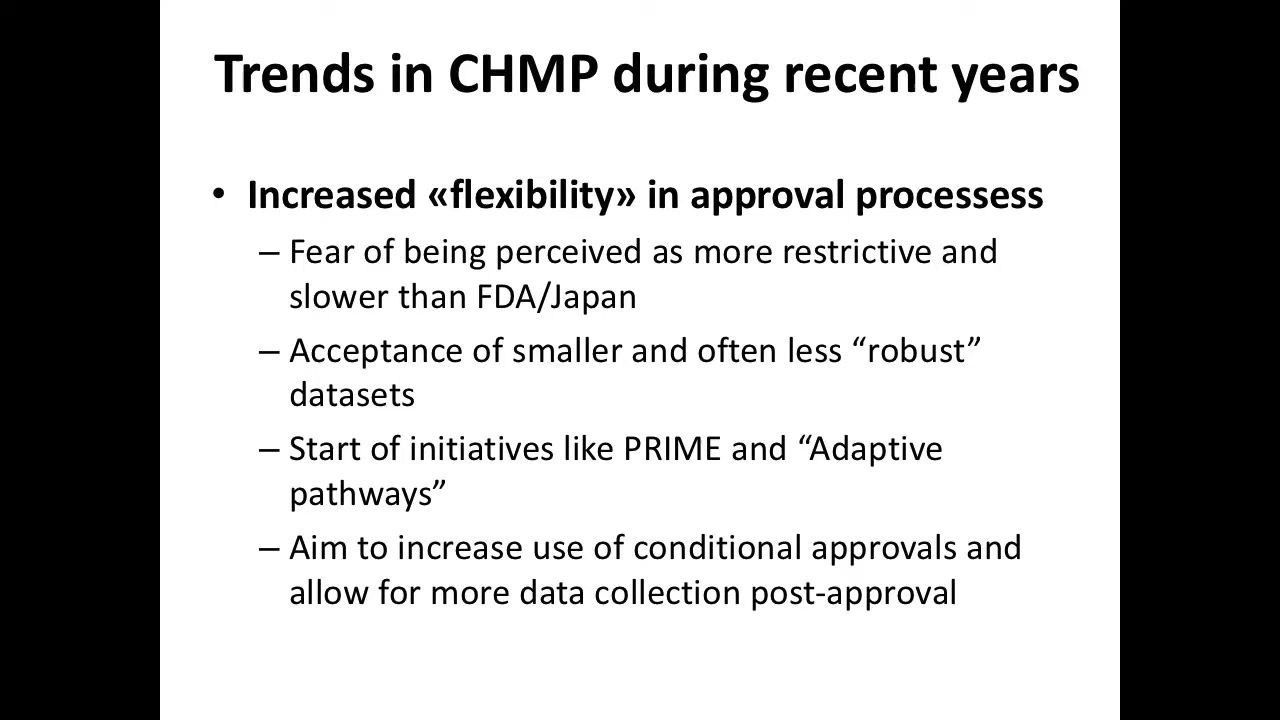 Trends in CHMP during recent years
• Increased «flexibility» in approval processess
– Fear of being perceived as more restrictive and
slower than FDA/Japan
– Acceptance of smaller and often less “robust”
datasets
– Start of initiatives like PRIME and “Adaptive
pathways”
– Aim to increase use of conditional approvals and
allow for more data collection post-approval